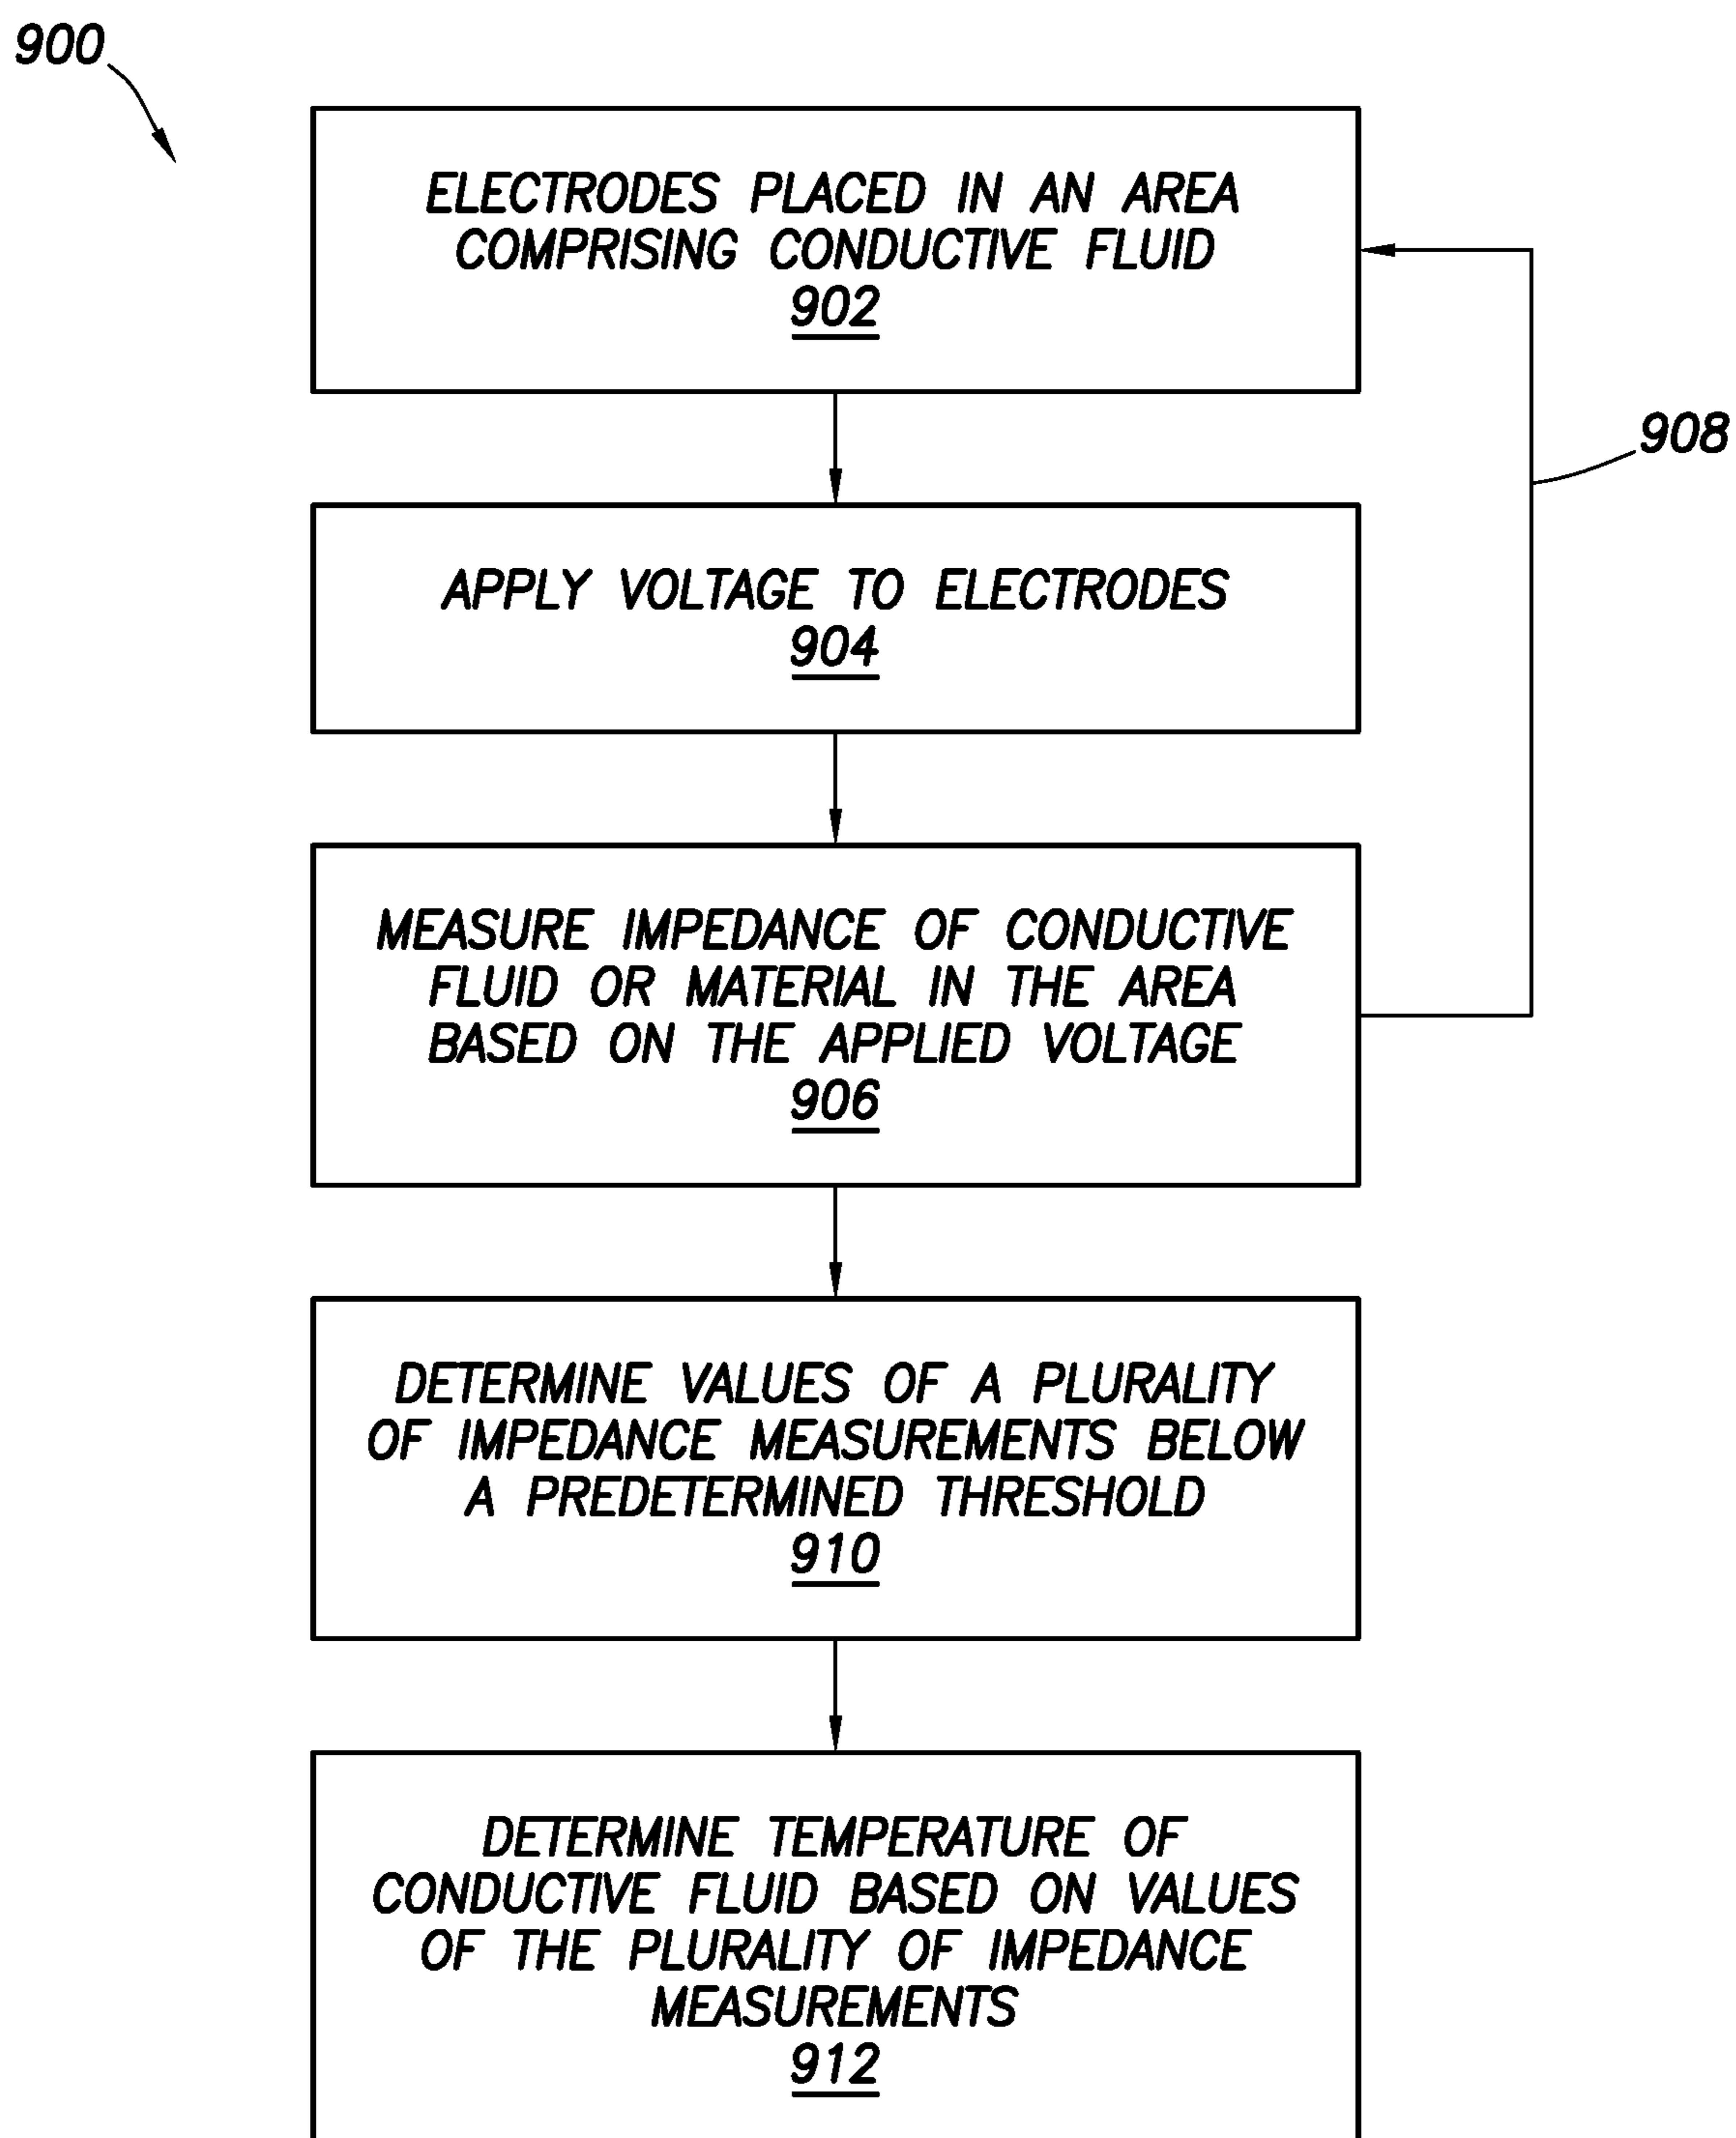 900
ELECTRODES PLACED IN AN AREA
COMPRISING CONDUCTIVE FLUID
902
908
APPLY VOLTAGE TO ELECTRODES
904
MEASURE IMPEDANCE OF CONDUCTIVE
FLUID OR MATERIAL IN THE AREA
BASED ON THE APPLIED VOLTAGE
906
DETERMINE VALUES OF A PLURALITY
OF IMPEDANCE MEASUREMENTS BELOW
A PREDETERMINED THRESHOLD
910
DETERMINE TEMPERATURE OF
CONDUCTIVE FLUID BASED ON VALUES
OF THE PLURALITY OF IMPEDANCE
MEASUREMENTS
912